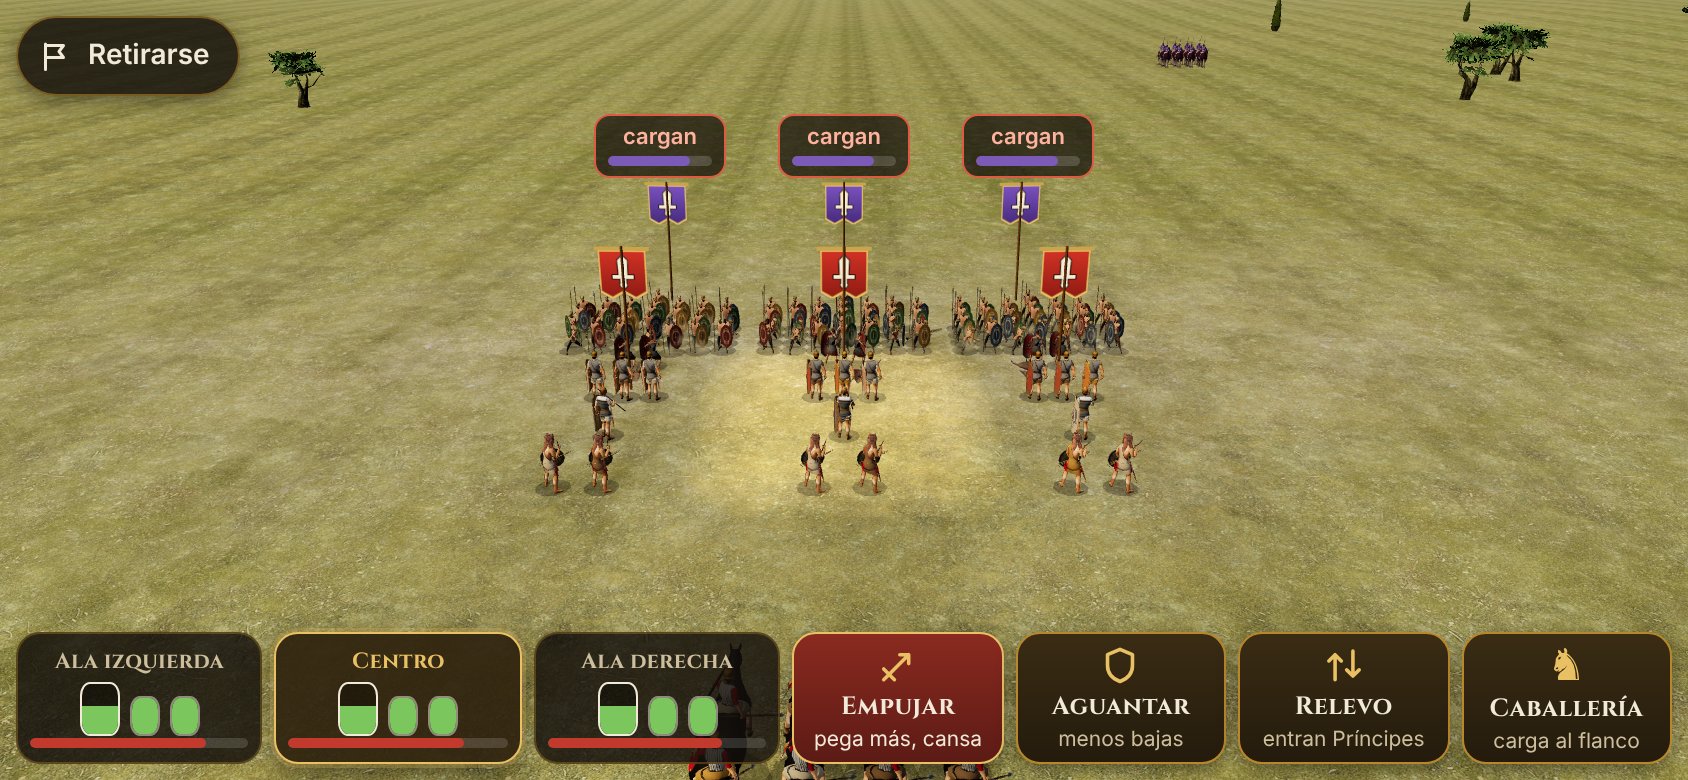 Retirarse
cargan
cargan
cargan
ALA IZQUIERDA
CENTRO
ALA DERECHA
EMPUJAR
pega más, cansa
AGUANTAR
menos bajas
RELEVO
entran Príncipes
CABALLERÍA
carga al flanco